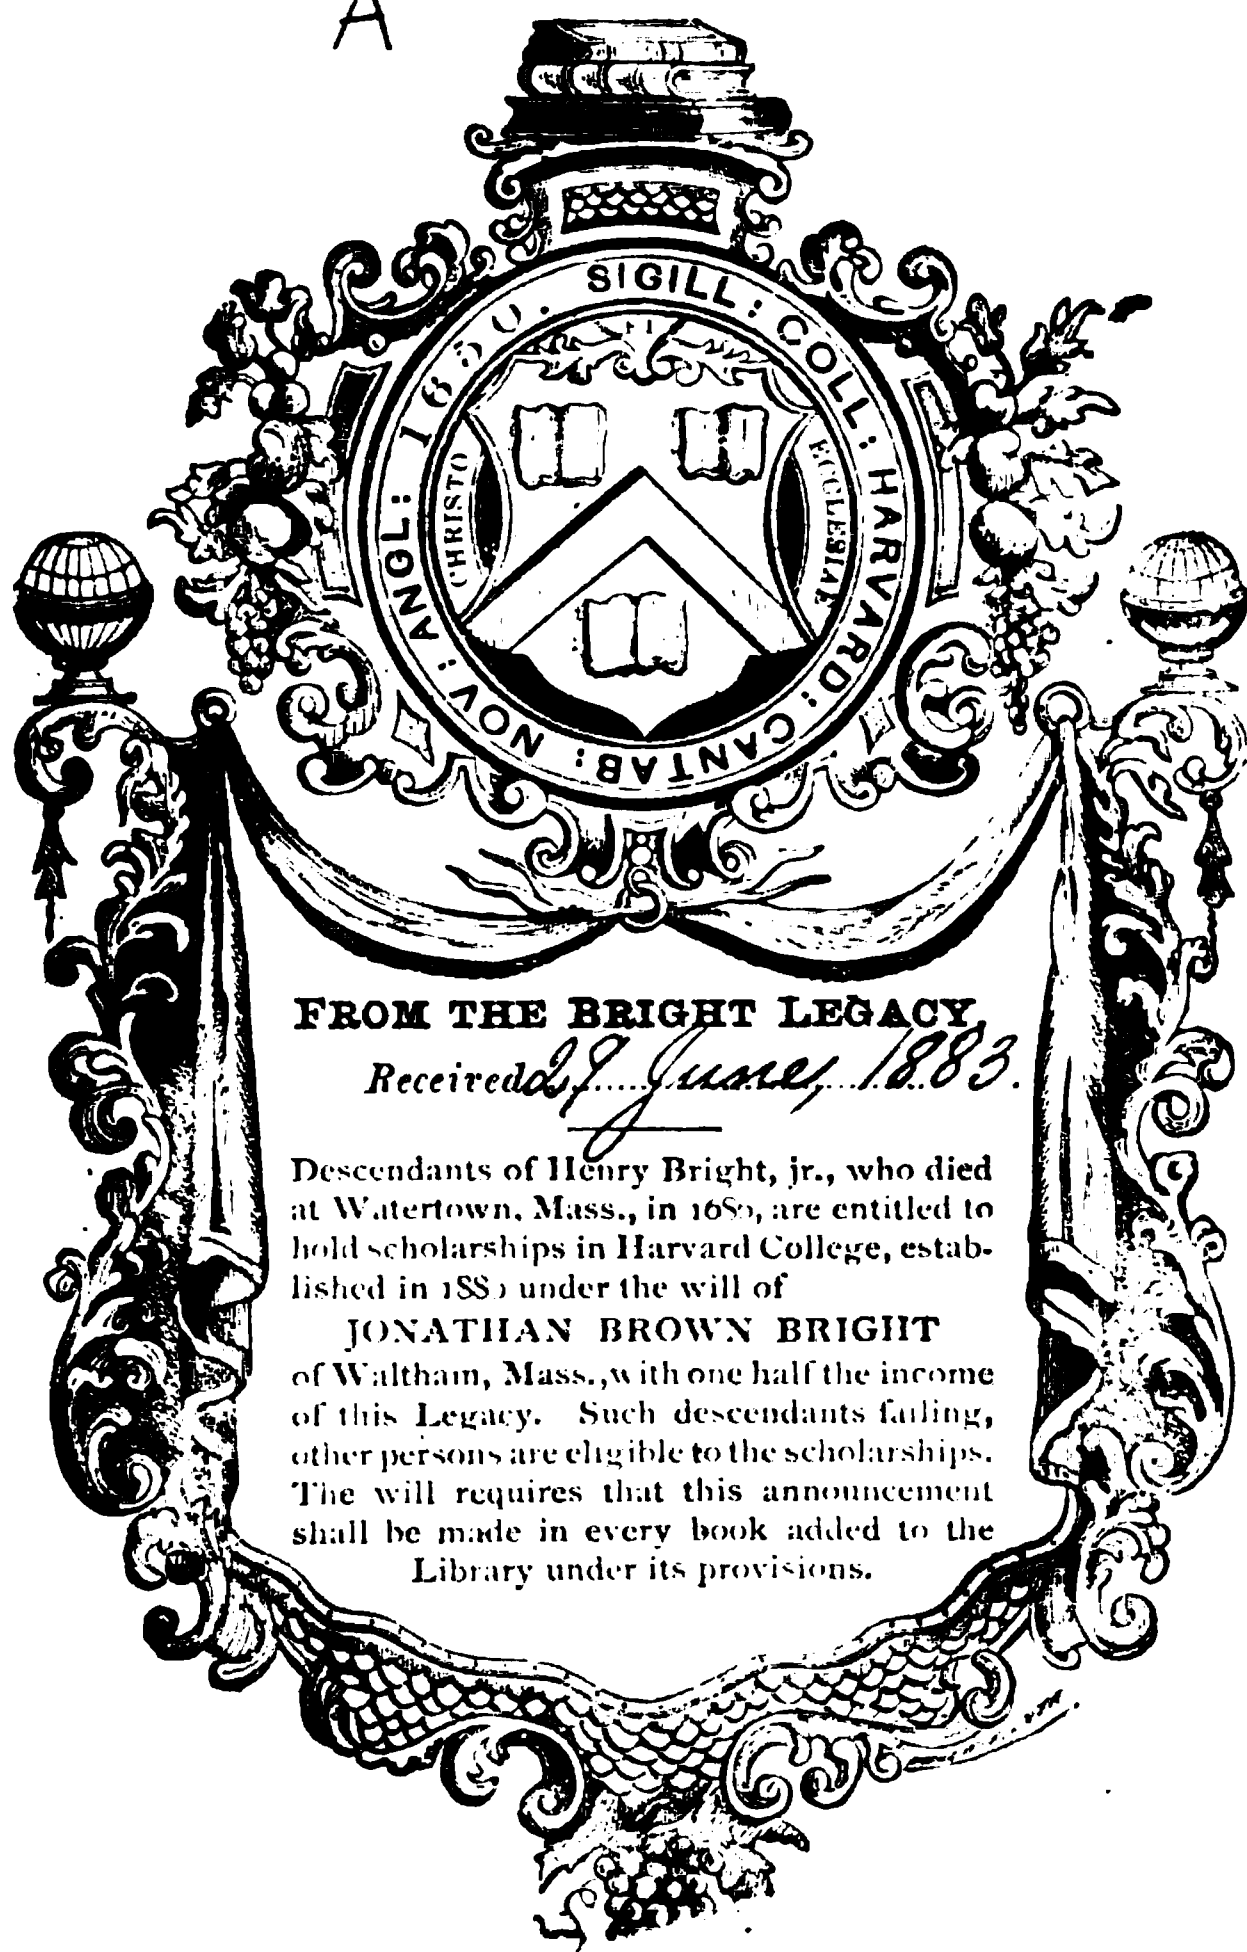 A
SIGILL: COLL: HARVARD: CANTAB: NOV: ANGL: 1650.
CHRISTO
ECCLESIAE
FROM THE BRIGHT LEGACY,
Received 29 June, 1883.
Descendants of Henry Bright, jr., who died
at Watertown, Mass., in 1686, are entitled to
hold scholarships in Harvard College, estab-
lished in 1880 under the will of
JONATHAN BROWN BRIGHT
of Waltham, Mass., with one half the income
of this Legacy. Such descendants failing,
other persons are eligible to the scholarships.
The will requires that this announcement
shall be made in every book added to the
Library under its provisions.